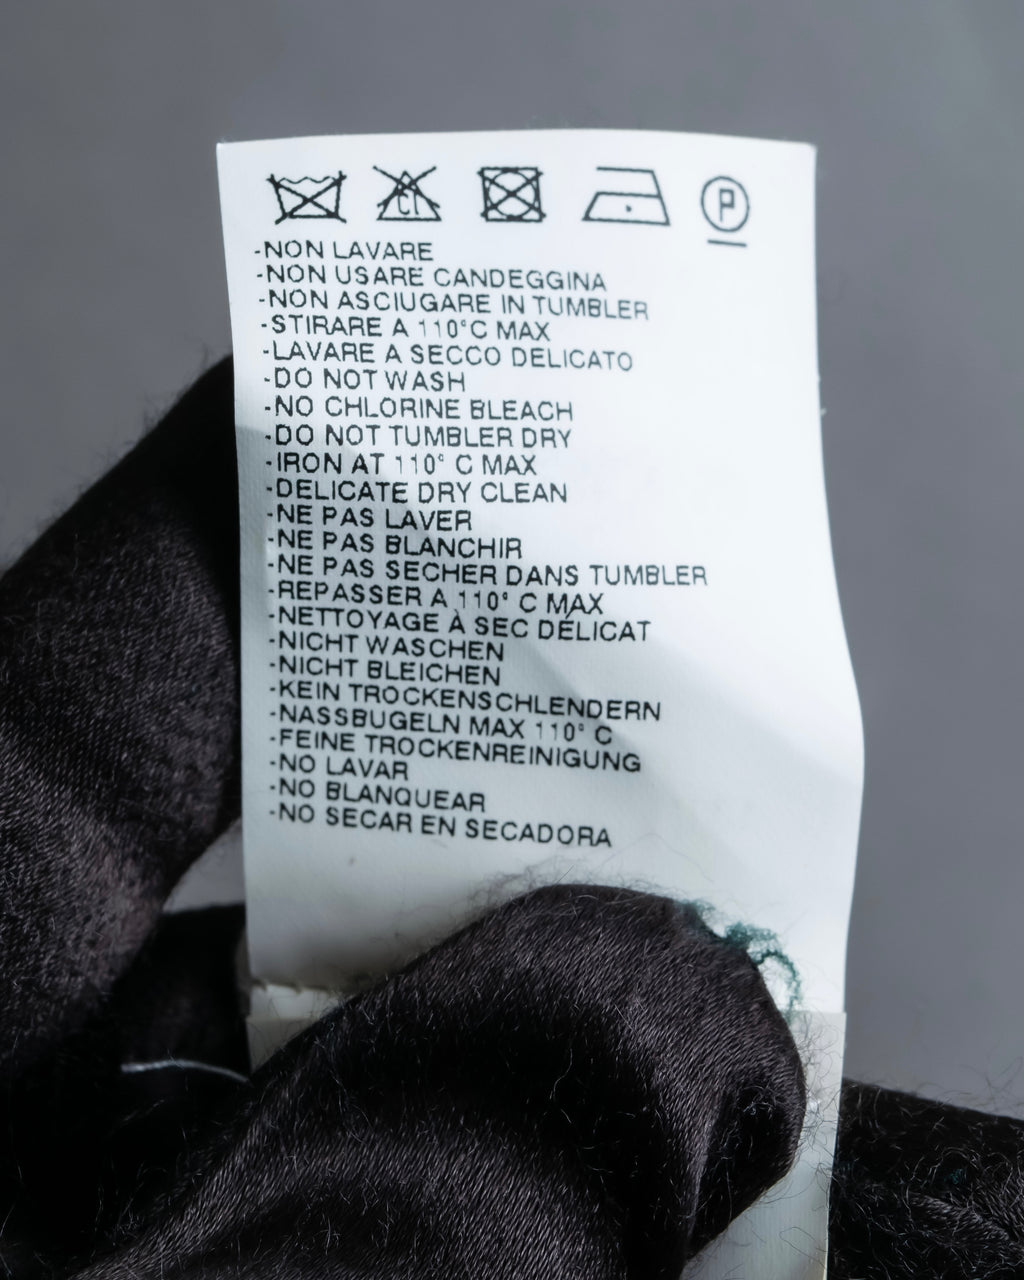 CL P
-NON LAVARE
-NON USARE CANDEGGINA
-NON ASCIUGARE IN TUMBLER
-STIRARE A 110°C MAX
-LAVARE A SECCO DELICATO
-DO NOT WASH
-NO CHLORINE BLEACH
-DO NOT TUMBLER DRY
-IRON AT 110° C MAX
-DELICATE DRY CLEAN
-NE PAS LAVER
-NE PAS BLANCHIR
-NE PAS SECHER DANS TUMBLER
-REPASSER A 110° C MAX
-NETTOYAGE À SEC DÉLICAT
-NICHT WASCHEN
-NICHT BLEICHEN
-KEIN TROCKENSCHLENDERN
-NASSBUGELN MAX 110° C
-FEINE TROCKENREINIGUNG
-NO LAVAR
-NO BLANQUEAR
-NO SECAR EN SECADORA